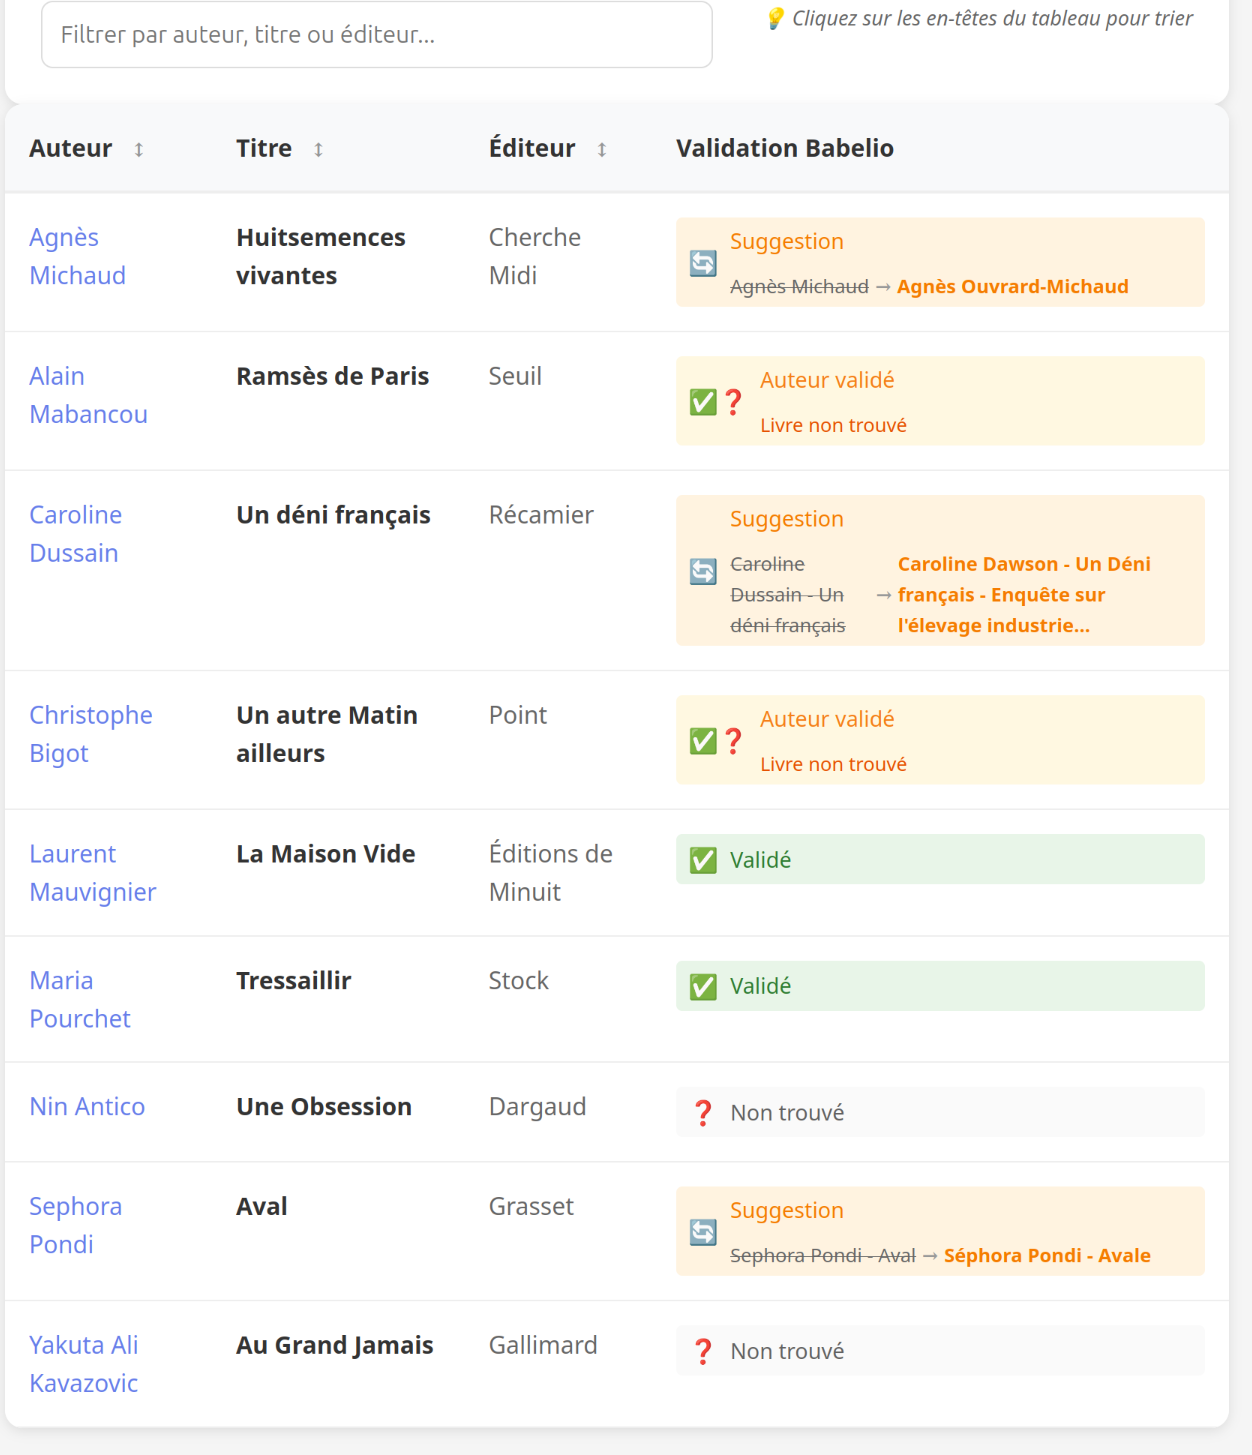 Filtrer par auteur, titre ou éditeur...
💡 Cliquez sur les en-têtes du tableau pour trier
Auteur ↕ Titre ↕ Éditeur ↕ Validation Babelio
Agnès
Michaud
Huitsemences
vivantes
Cherche
Midi
🔄 Suggestion
Agnès Michaud → Agnès Ouvrard-Michaud
Alain
Mabancou
Ramsès de Paris
Seuil
✅❓ Auteur validé
Livre non trouvé
Caroline
Dussain
Un déni français
Récamier
🔄 Suggestion
Caroline
Dussain - Un
déni français
→
Caroline Dawson - Un Déni
français - Enquête sur
l'élevage industrie...
Christophe
Bigot
Un autre Matin
ailleurs
Point
✅❓ Auteur validé
Livre non trouvé
Laurent
Mauvignier
La Maison Vide
Éditions de
Minuit
✅ Validé
Maria
Pourchet
Tressaillir
Stock
✅ Validé
Nin Antico
Une Obsession
Dargaud
❓ Non trouvé
Sephora
Pondi
Aval
Grasset
🔄 Suggestion
Sephora Pondi - Aval → Séphora Pondi - Avale
Yakuta Ali
Kavazovic
Au Grand Jamais
Gallimard
❓ Non trouvé